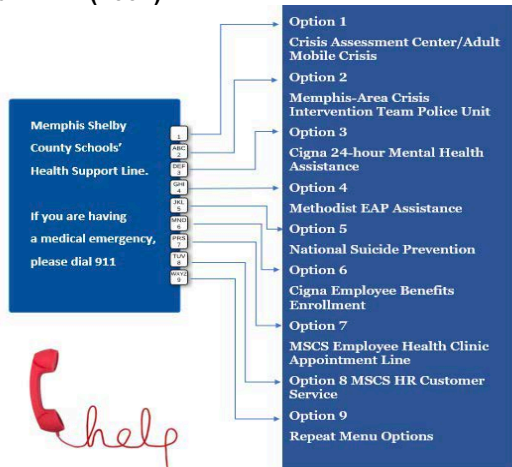 Memphis Shelby
County Schools'
Health Support Line.
If you are having
a medical emergency,
please dial 911
1
ABC
2
DEF
3
GHI
4
JKL
5
MNO
6
PRS
7
TUV
8
WXYZ
9
Option 1
Crisis Assessment Center/Adult
Mobile Crisis
Option 2
Memphis-Area Crisis
Intervention Team Police Unit
Option 3
Cigna 24-hour Mental Health
Assistance
Option 4
Methodist EAP Assistance
Option 5
National Suicide Prevention
Option 6
Cigna Employee Benefits
Enrollment
Option 7
MSCS Employee Health Clinic
Appointment Line
Option 8 MSCS HR Customer
Service
Option 9
Repeat Menu Options
help